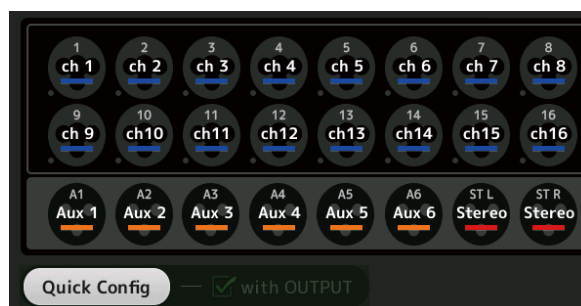 1 2 3 4 5 6 7 8
ch 1 ch 2 ch 3 ch 4 ch 5 ch 6 ch 7 ch 8
9 10 11 12 13 14 15 16
ch 9 ch10 ch11 ch12 ch13 ch14 ch15 ch16
A1 A2 A3 A4 A5 A6 ST L ST R
Aux 1 Aux 2 Aux 3 Aux 4 Aux 5 Aux 6 Stereo Stereo
Quick Config — with OUTPUT